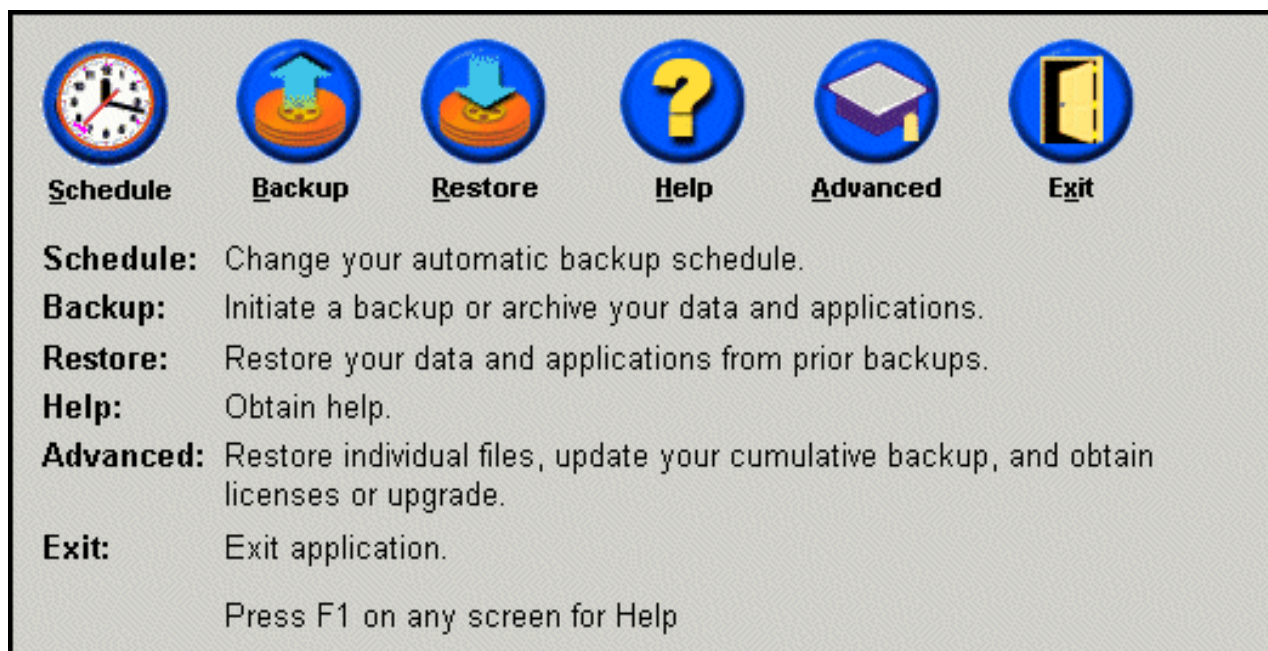 Schedule Backup Restore Help Advanced Exit
Schedule: Change your automatic backup schedule.
Backup: Initiate a backup or archive your data and applications.
Restore: Restore your data and applications from prior backups.
Help: Obtain help.
Advanced: Restore individual files, update your cumulative backup, and obtain
licenses or upgrade.
Exit: Exit application.
Press F1 on any screen for Help